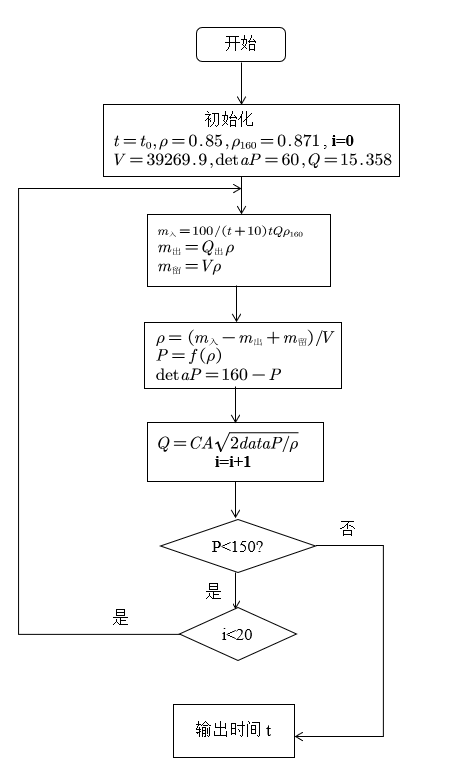 开始
初始化
t=t₀,ρ=0.85,ρ₁₆₀=0.871, i=0
V=39269.9,detaP=60,Q=15.358
m入=100/(t+10)tQρ₁₆₀
m出=Q出ρ
m留=Vρ
ρ=(m入-m出+m留)/V
P=f(ρ)
detaP=160-P
Q=CA√2dataP/ρ
i=i+1
P<150?
否
是
i<20
是
输出时间 t